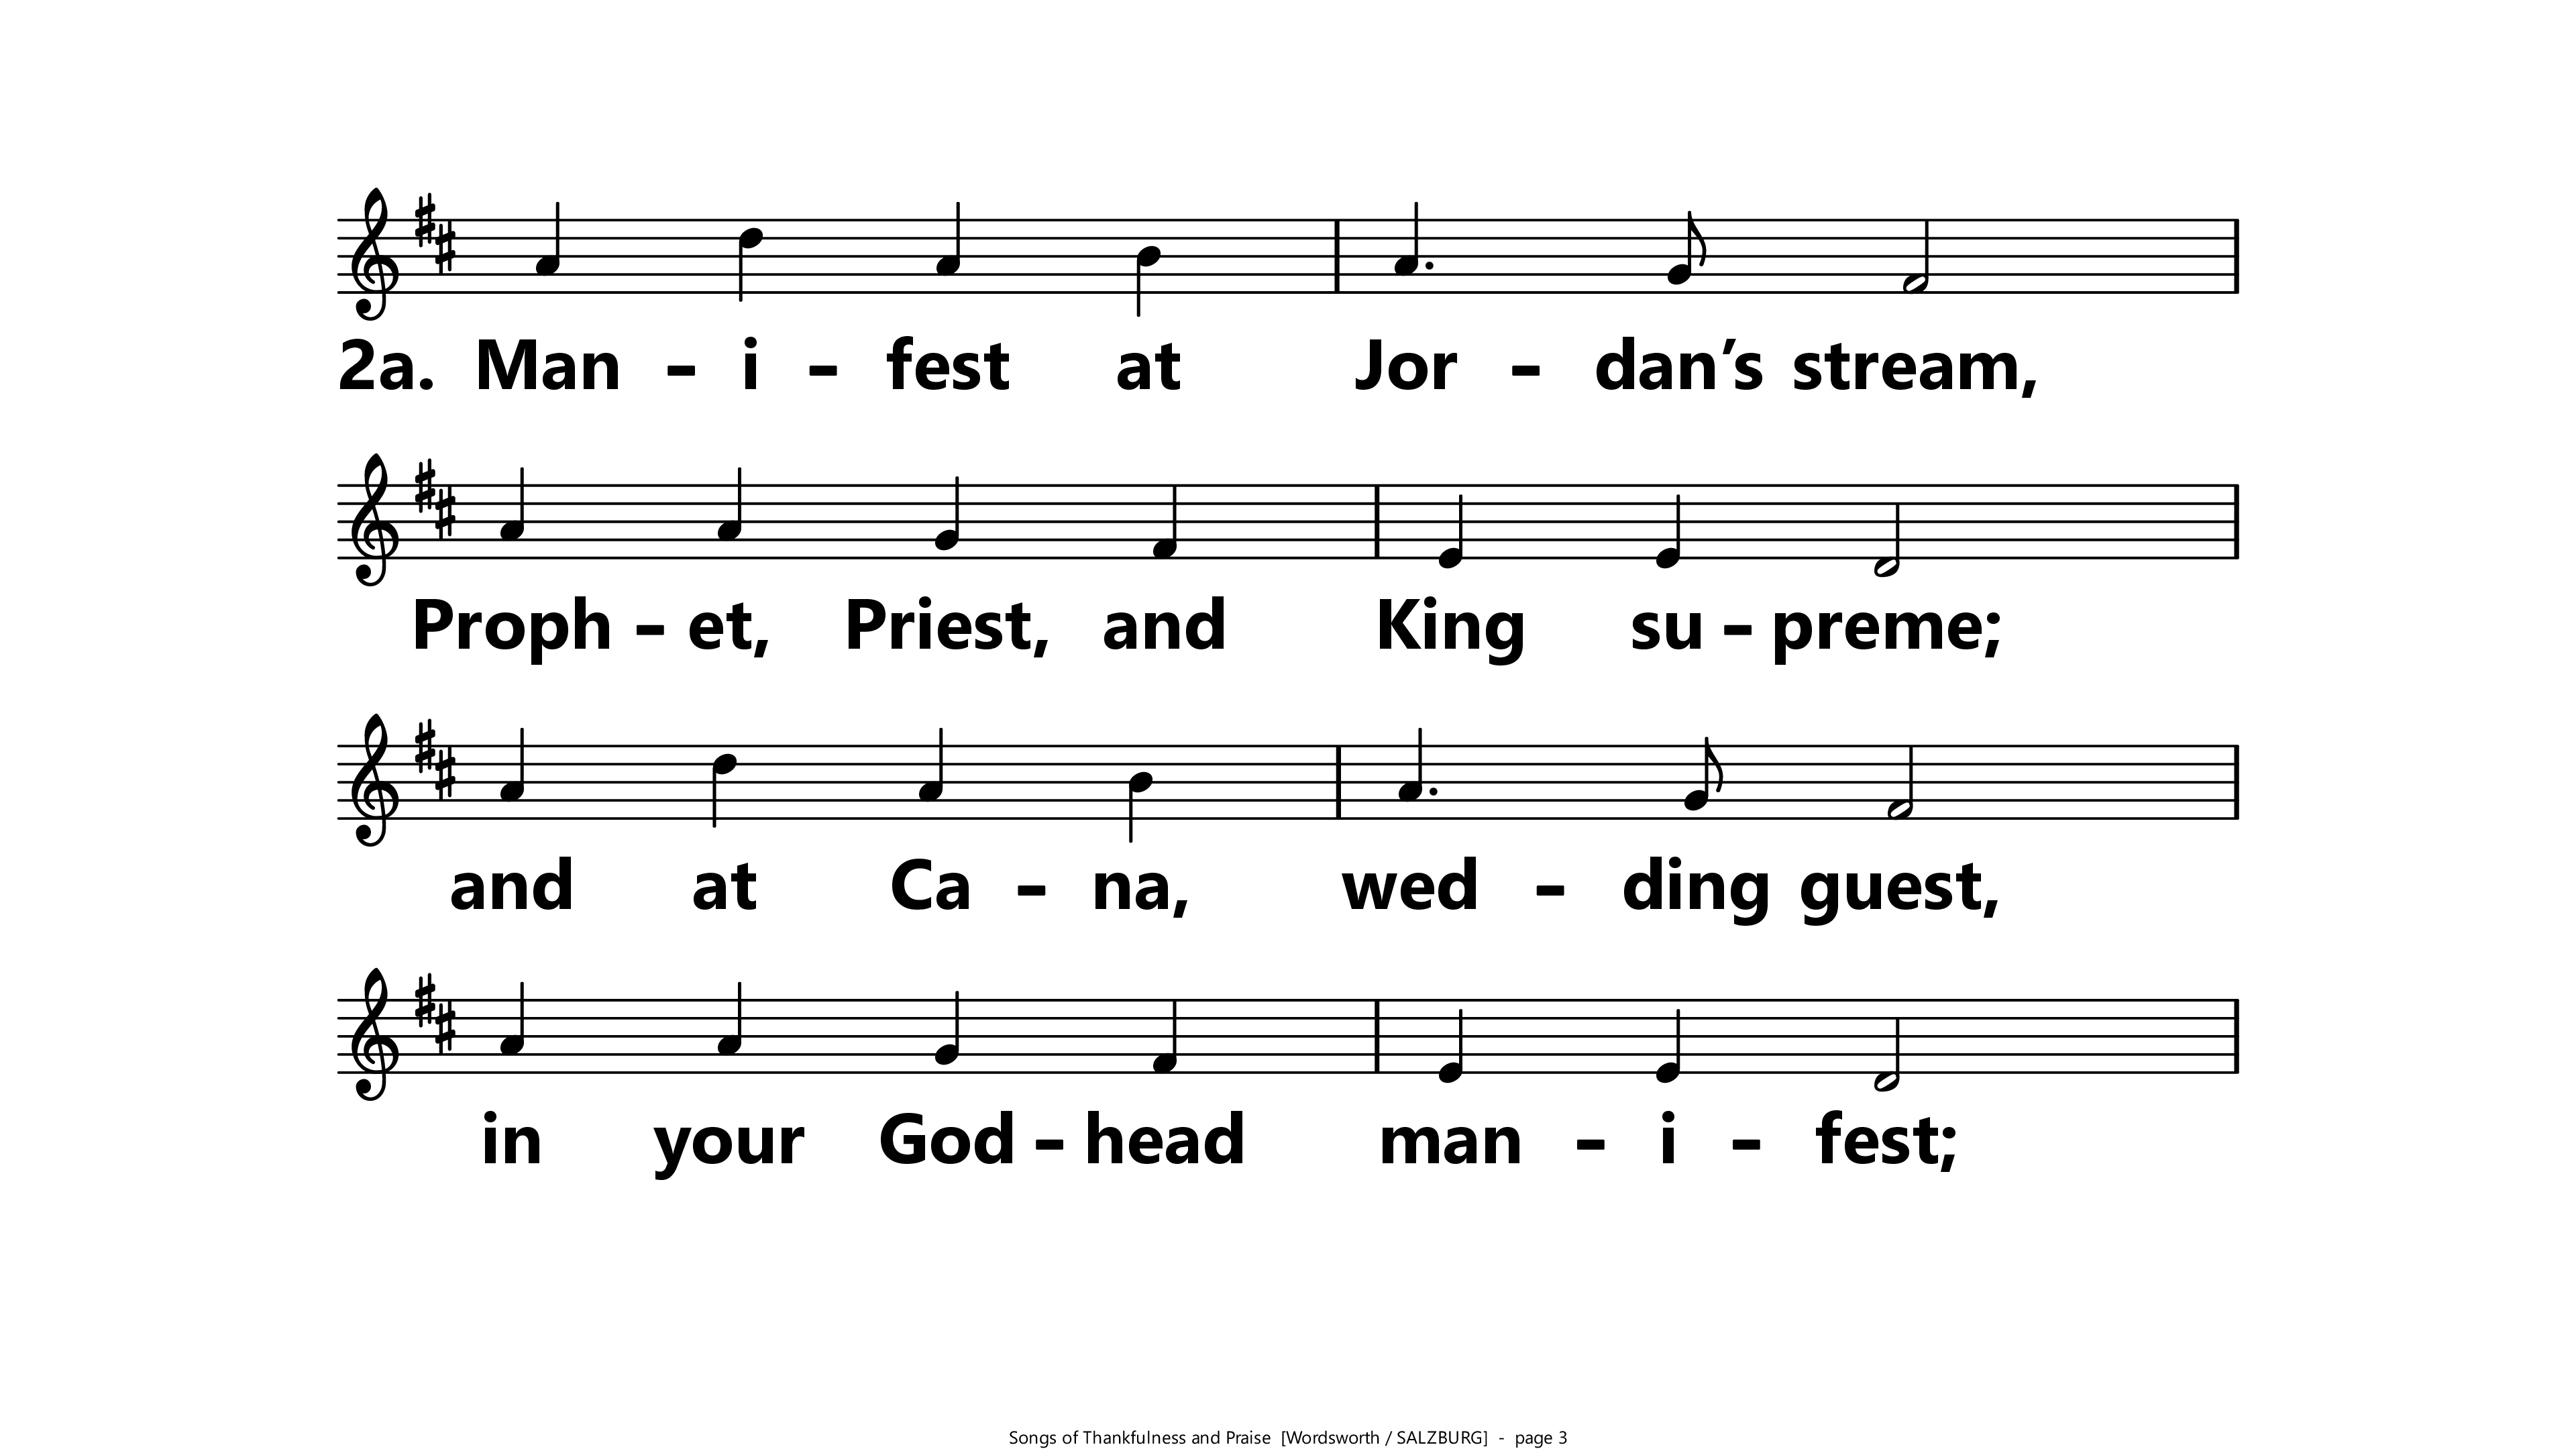 2a. Man - i - fest at Jor - dan’s stream,
Proph - et, Priest, and King su - preme;
and at Ca - na, wed - ding guest,
in your God - head man - i - fest;
Songs of Thankfulness and Praise [Wordsworth / SALZBURG] - page 3